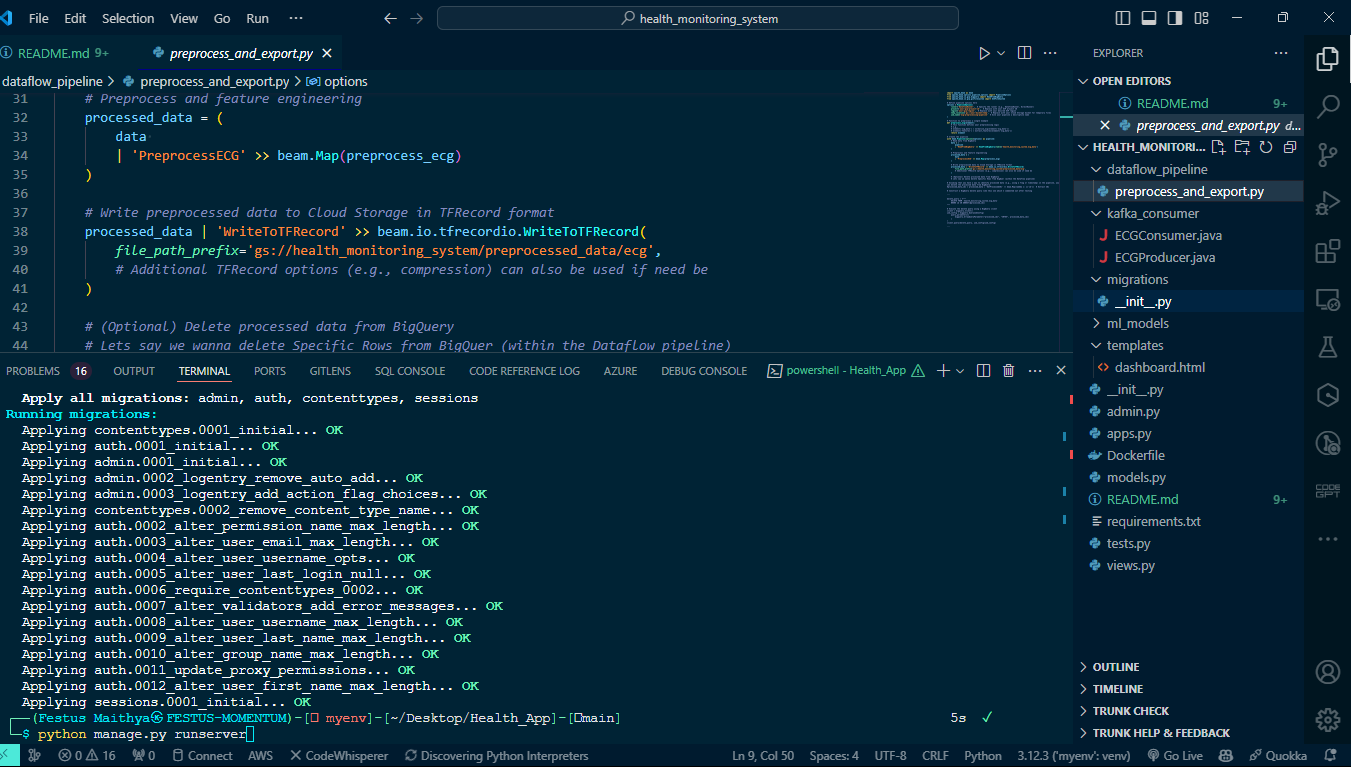 File Edit Selection View Go Run ··· health_monitoring_system
README.md 9+ preprocess_and_export.py
dataflow_pipeline > preprocess_and_export.py > options
31 # Preprocess and feature engineering
32 processed_data = (
33 data
34 | 'PreprocessECG' >> beam.Map(preprocess_ecg)
35 )
36
37 # Write preprocessed data to Cloud Storage in TFRecord format
38 processed_data | 'WriteToTFRecord' >> beam.io.tfrecordio.WriteToTFRecord(
39 file_path_prefix='gs://health_monitoring_system/preprocessed_data/ecg',
40 # Additional TFRecord options (e.g., compression) can also be used if need be
41 )
42
43 # (Optional) Delete processed data from BigQuery
44 # Lets say we wanna delete Specific Rows from BigQuer (within the Dataflow pipeline)
PROBLEMS 16 OUTPUT TERMINAL PORTS GITLENS SQL CONSOLE CODE REFERENCE LOG AZURE DEBUG CONSOLE powershell - Health_App
Apply all migrations: admin, auth, contenttypes, sessions
Running migrations:
Applying contenttypes.0001_initial... OK
Applying auth.0001_initial... OK
Applying admin.0001_initial... OK
Applying admin.0002_logentry_remove_auto_add... OK
Applying admin.0003_logentry_add_action_flag_choices... OK
Applying contenttypes.0002_remove_content_type_name... OK
Applying auth.0002_alter_permission_name_max_length... OK
Applying auth.0003_alter_user_email_max_length... OK
Applying auth.0004_alter_user_username_opts... OK
Applying auth.0005_alter_user_last_login_null... OK
Applying auth.0006_require_contenttypes_0002... OK
Applying auth.0007_alter_validators_add_error_messages... OK
Applying auth.0008_alter_user_username_max_length... OK
Applying auth.0009_alter_user_last_name_max_length... OK
Applying auth.0010_alter_group_name_max_length... OK
Applying auth.0011_update_proxy_permissions... OK
Applying auth.0012_alter_user_first_name_max_length... OK
Applying sessions.0001_initial... OK
(Festus Maithya㉿FESTUS-MOMENTUM)-[ myenv]-[~/Desktop/Health_App]-[main] 5s ✓
$ python manage.py runserver
EXPLORER
OPEN EDITORS
README.md 9+
preprocess_and_export.py d...
HEALTH_MONITORI...
dataflow_pipeline
preprocess_and_export.py
kafka_consumer
ECGConsumer.java
ECGProducer.java
migrations
__init__.py
ml_models
templates
dashboard.html
__init__.py
admin.py
apps.py
Dockerfile
models.py
README.md 9+
requirements.txt
tests.py
views.py
OUTLINE
TIMELINE
TRUNK CHECK
TRUNK HELP & FEEDBACK
CODE
GPT
0 16 0 Connect AWS CodeWhisperer Discovering Python Interpreters Ln 9, Col 50 Spaces: 4 UTF-8 CRLF Python 3.12.3 ('myenv': venv) Go Live Quokka